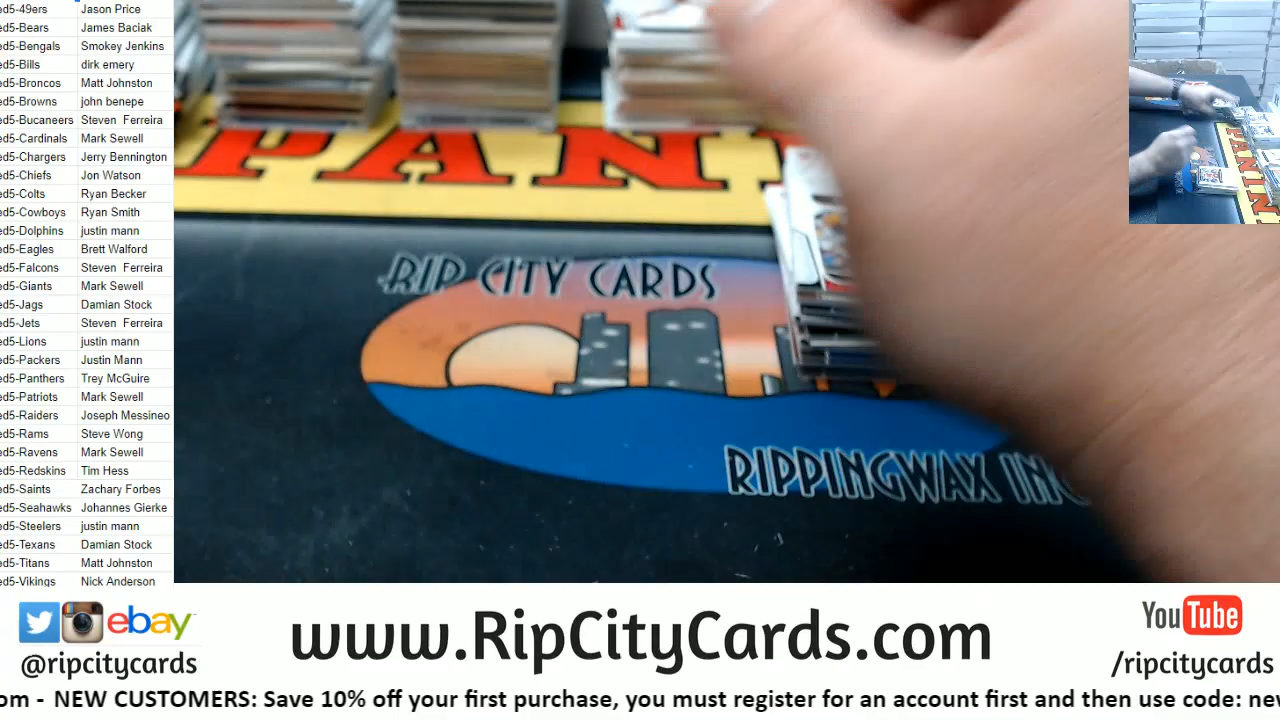 ed5-49ers Jason Price
ed5-Bears James Baciak
ed5-Bengals Smokey Jenkins
ed5-Bills dirk emery
ed5-Broncos Matt Johnston
ed5-Browns john benepe
ed5-Bucaneers Steven Ferreira
ed5-Cardinals Mark Sewell
ed5-Chargers Jerry Bennington
ed5-Chiefs Jon Watson
ed5-Colts Ryan Becker
ed5-Cowboys Ryan Smith
ed5-Dolphins justin mann
ed5-Eagles Brett Walford
ed5-Falcons Steven Ferreira
ed5-Giants Mark Sewell
ed5-Jags Damian Stock
ed5-Jets Steven Ferreira
ed5-Lions justin mann
ed5-Packers Justin Mann
ed5-Panthers Trey McGuire
ed5-Patriots Mark Sewell
ed5-Raiders Joseph Messineo
ed5-Rams Steve Wong
ed5-Ravens Mark Sewell
ed5-Redskins Tim Hess
ed5-Saints Zachary Forbes
ed5-Seahawks Johannes Gierke
ed5-Steelers justin mann
ed5-Texans Damian Stock
ed5-Titans Matt Johnston
ed5-Vikings Nick Anderson
PANI
RIP CITY CARDS
RIPPINGWAX INC
PANIN
ebay
@ripcitycards
www.RipCityCards.com
YouTube
/ripcitycards
om - NEW CUSTOMERS: Save 10% off your first purchase, you must register for an account first and then use code: nev